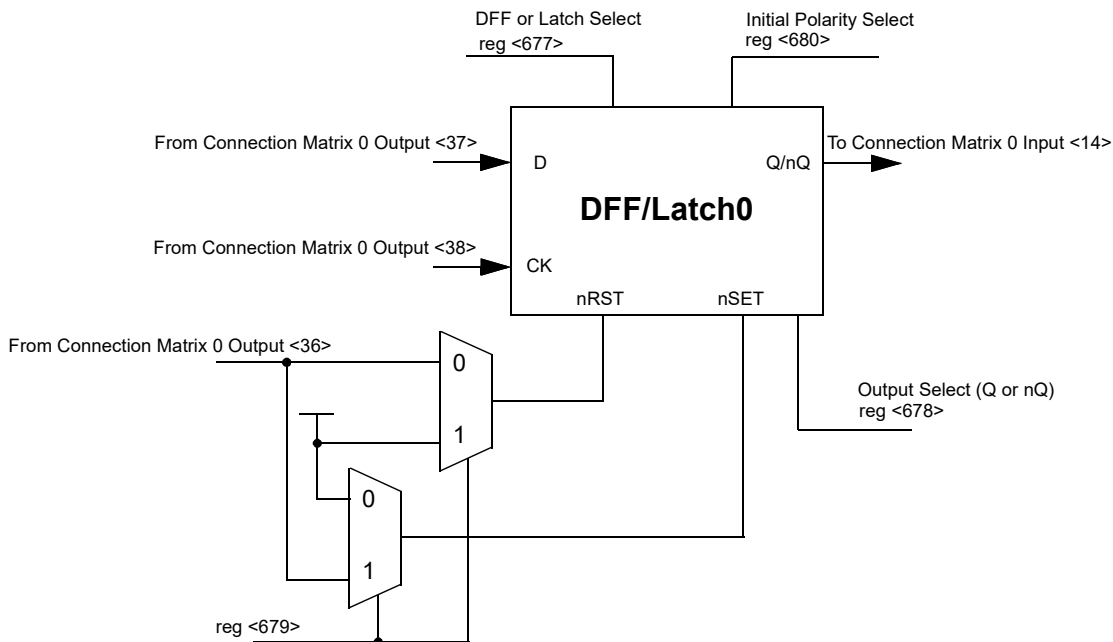 DFF or Latch Select
reg <677>
Initial Polarity Select
reg <680>
From Connection Matrix 0 Output <37>
D
Q/nQ
To Connection Matrix 0 Input <14>
DFF/Latch0
From Connection Matrix 0 Output <38>
CK
nRST
nSET
From Connection Matrix 0 Output <36>
0
1
Output Select (Q or nQ)
reg <678>
0
1
reg <679>